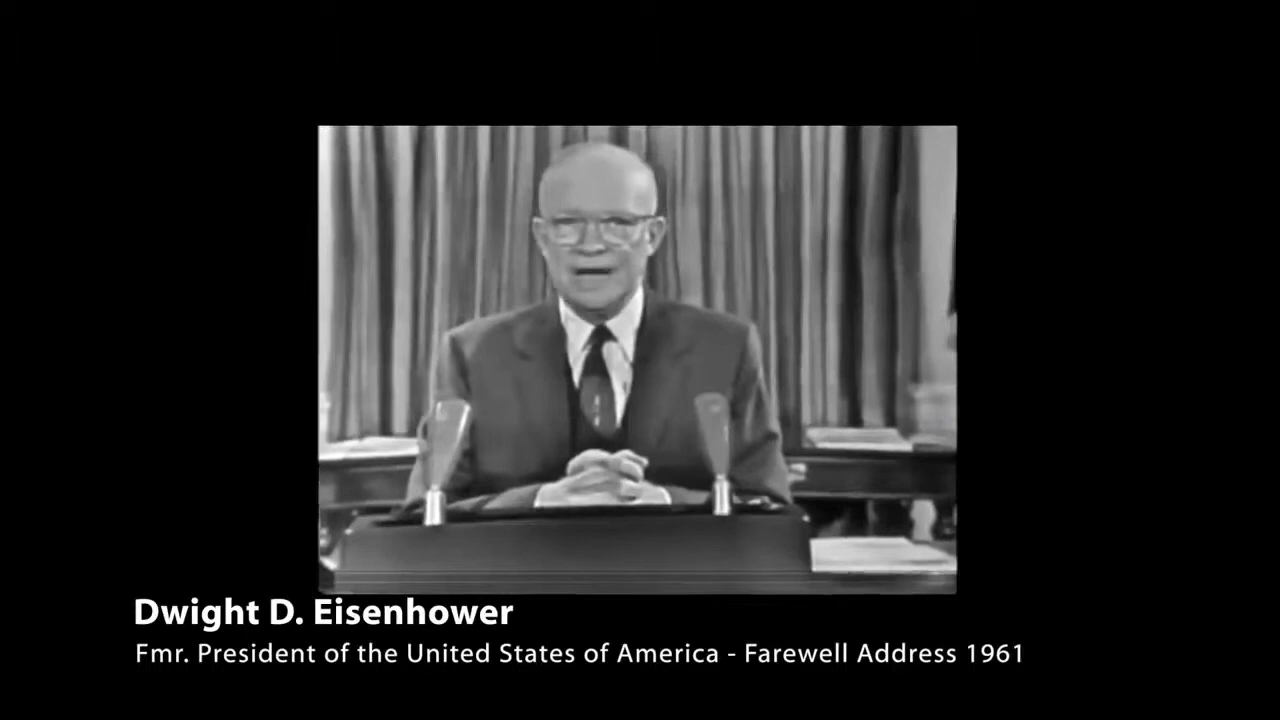 Dwight D. Eisenhower
Fmr. President of the United States of America - Farewell Address 1961